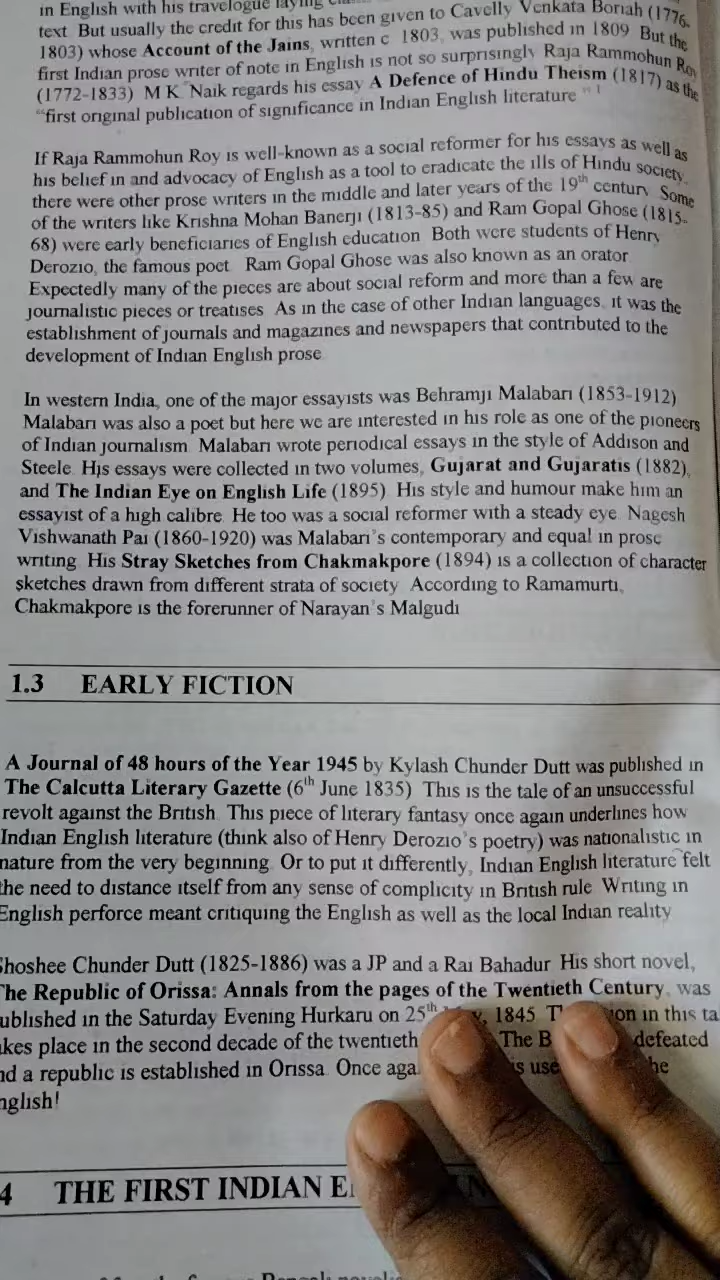 in English with his travelogue laying
text But usually the credit for this has been given to Cavelly Venkata Boriah (1776-
1803) whose Account of the Jains, written c 1803, was published in 1809 But the
first Indian prose writer of note in English is not so surprisingly Raja Rammohun Roy
(1772-1833) M K Naik regards his essay A Defence of Hindu Theism (1817) as the
"first original publication of significance in Indian English literature " 1
If Raja Rammohun Roy is well-known as a social reformer for his essays as well as
his belief in and advocacy of English as a tool to eradicate the ills of Hindu society,
there were other prose writers in the middle and later years of the 19th century Some
of the writers like Krishna Mohan Banerji (1813-85) and Ram Gopal Ghose (1815-
68) were early beneficiaries of English education Both were students of Henry
Derozio, the famous poet Ram Gopal Ghose was also known as an orator
Expectedly many of the pieces are about social reform and more than a few are
journalistic pieces or treatises As in the case of other Indian languages, it was the
establishment of journals and magazines and newspapers that contributed to the
development of Indian English prose
In western India, one of the major essayists was Behramji Malabari (1853-1912)
Malabari was also a poet but here we are interested in his role as one of the pioneers
of Indian journalism Malabari wrote periodical essays in the style of Addison and
Steele His essays were collected in two volumes, Gujarat and Gujaratis (1882),
and The Indian Eye on English Life (1895) His style and humour make him an
essayist of a high calibre He too was a social reformer with a steady eye Nagesh
Vishwanath Pai (1860-1920) was Malabari's contemporary and equal in prose
writing His Stray Sketches from Chakmakpore (1894) is a collection of character
sketches drawn from different strata of society According to Ramamurti,
Chakmakpore is the forerunner of Narayan's Malgudi
1.3 EARLY FICTION
A Journal of 48 hours of the Year 1945 by Kylash Chunder Dutt was published in
The Calcutta Literary Gazette (6th June 1835) This is the tale of an unsuccessful
revolt against the British This piece of literary fantasy once again underlines how
Indian English literature (think also of Henry Derozio's poetry) was nationalistic in
nature from the very beginning Or to put it differently, Indian English literature felt
the need to distance itself from any sense of complicity in British rule Writing in
English perforce meant critiquing the English as well as the local Indian reality
Shoshee Chunder Dutt (1825-1886) was a JP and a Rai Bahadur His short novel,
The Republic of Orissa: Annals from the pages of the Twentieth Century, was
ublished in the Saturday Evening Hurkaru on 25th 1845 in this ta
akes place in the second decade of the twentieth The B defeated
nd a republic is established in Orissa Once aga is use he
nglish!
4 THE FIRST INDIAN